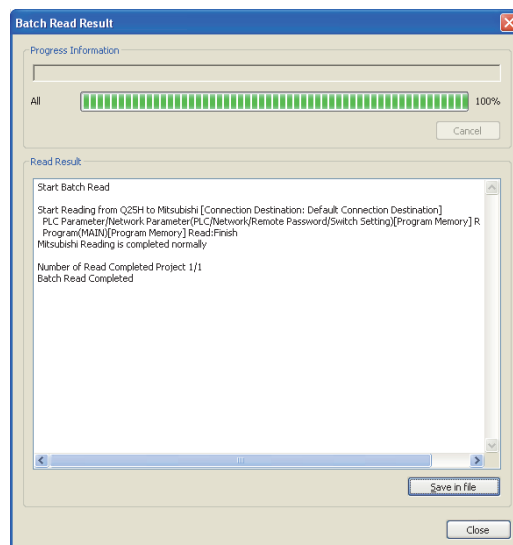 Batch Read Result
Progress Information
All
100%
Cancel
Read Result
Start Batch Read
Start Reading from Q25H to Mitsubishi [Connection Destination: Default Connection Destination]
PLC Parameter/Network Parameter(PLC/Network/Remote Password/Switch Setting)[Program Memory] R
Program(MAIN)[Program Memory] Read:Finish
Mitsubishi Reading is completed normally
Number of Read Completed Project 1/1
Batch Read Completed
Save in file
Close